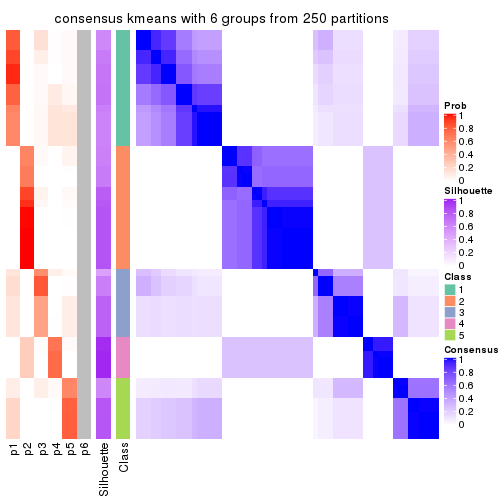 consensus kmeans with 6 groups from 250 partitions
Prob
1
0.8
0.6
0.4
0.2
0
Silhouette
1
0.8
0.6
0.4
0.2
0
Class
1
2
3
4
5
Consensus
1
0.8
0.6
0.4
0.2
0
p1
p2
p3
p4
p5
p6
Silhouette
Class